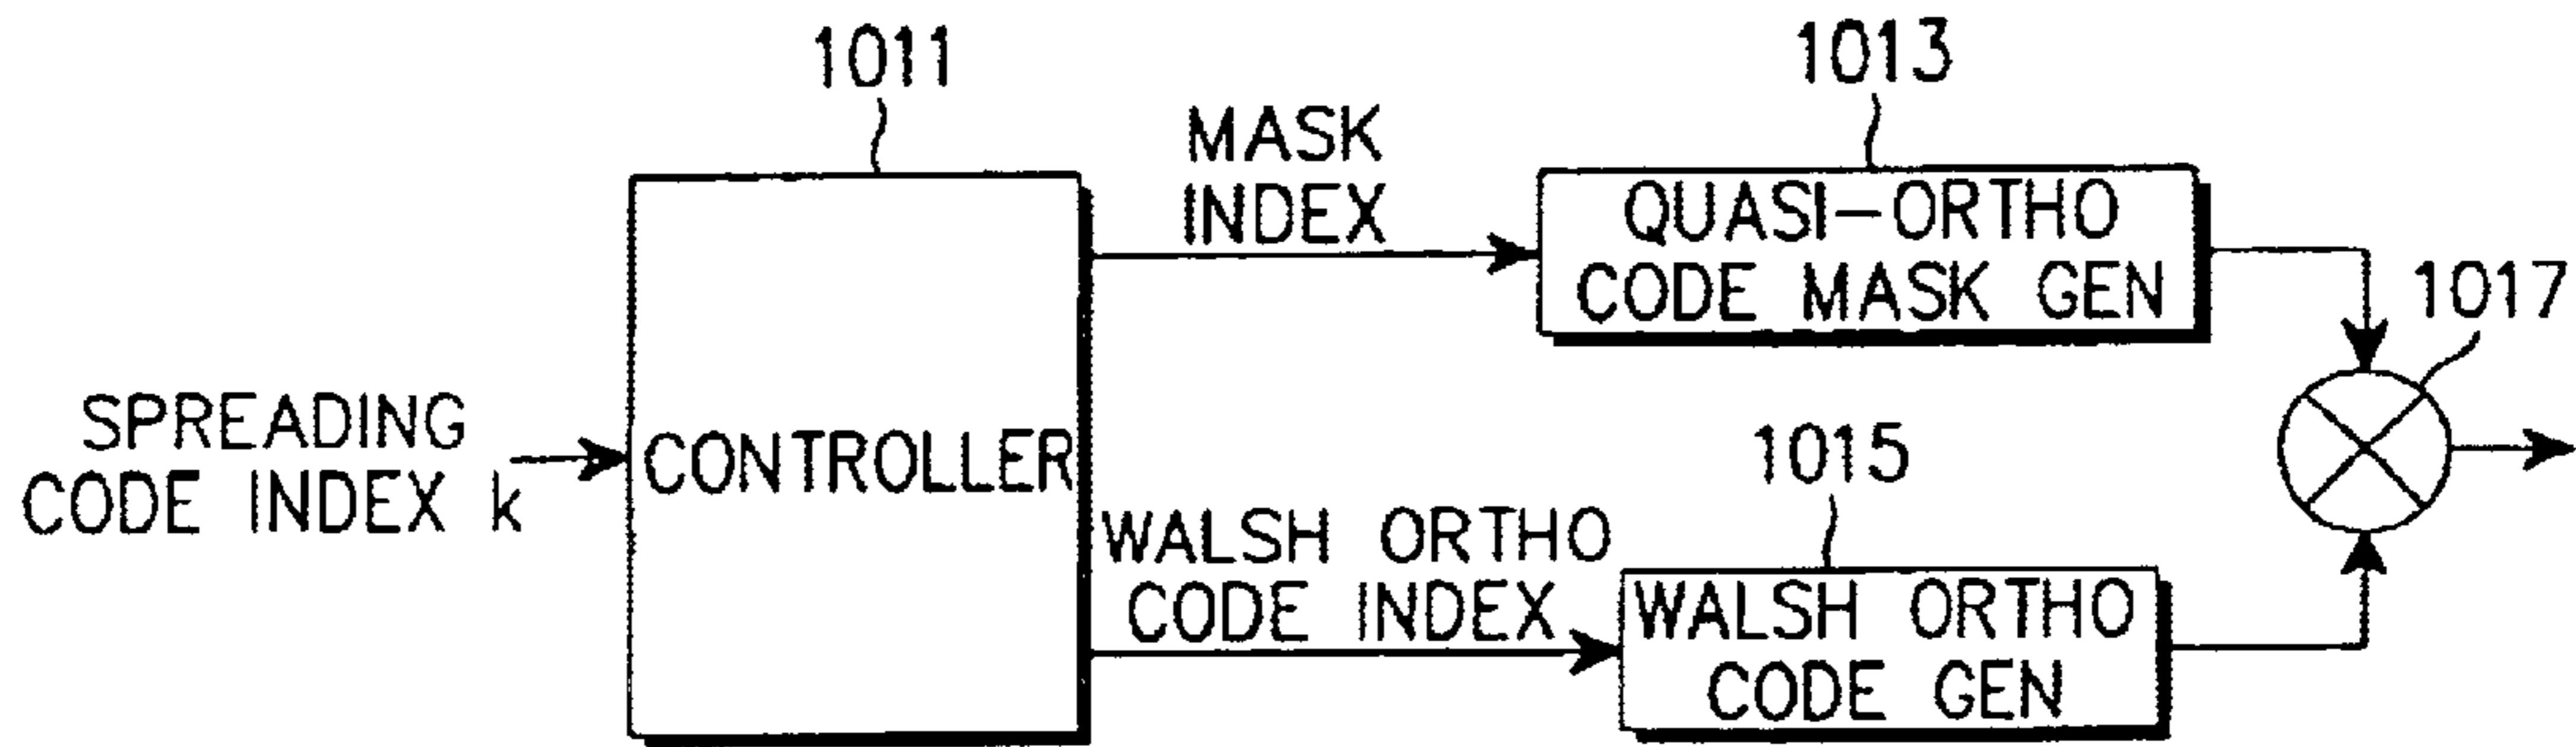 1011
1013
MASK
INDEX
QUASI-ORTHO
CODE MASK GEN
1017
SPREADING
CODE INDEX k
CONTROLLER
1015
WALSH ORTHO
CODE INDEX
WALSH ORTHO
CODE GEN